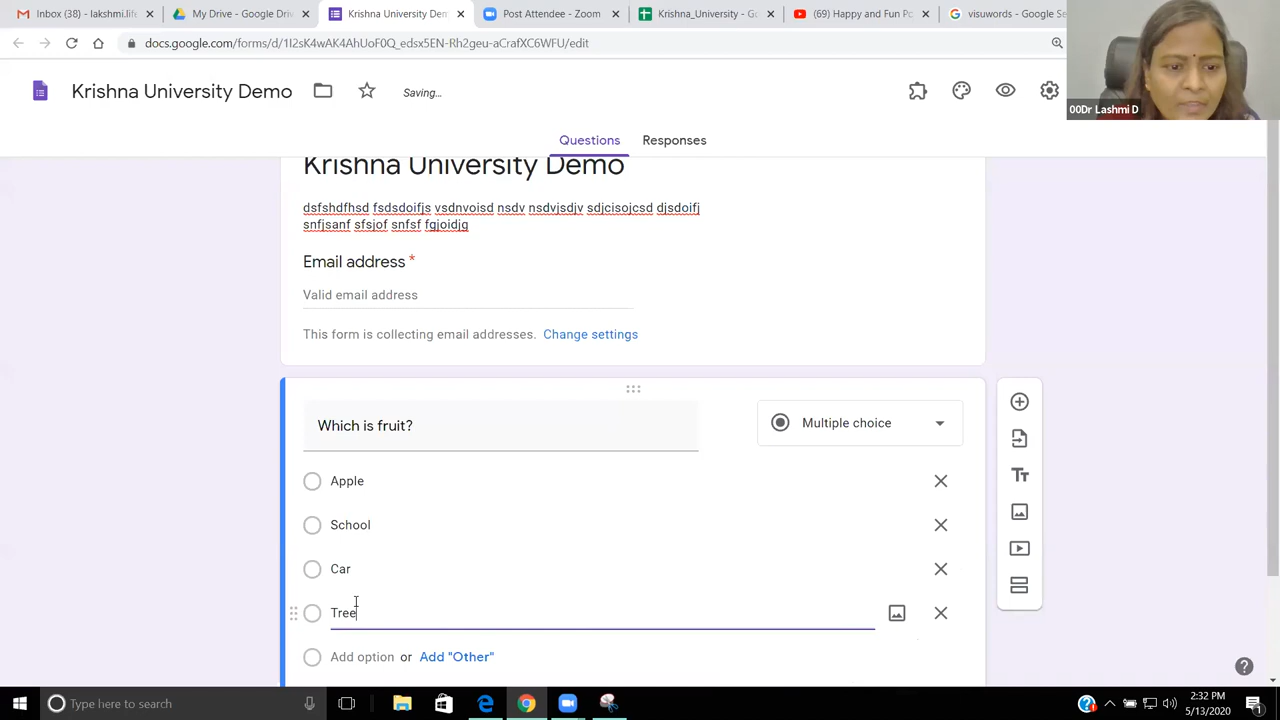 Inbox (38) - lashmi.life
My Drive - Google Drive
Krishna University Demo
Post Attendee - Zoom
Krishna_University - Go
(69) Happy and Fun Po
visuwords - Google Se
docs.google.com/forms/d/1I2sK4wAK4AhUoF0Q_edsx5EN-Rh2geu-aCrafXC6WFU/edit
Krishna University Demo
Saving...
00Dr Lashmi D
Questions
Responses
Krishna University Demo
dsfshdfhsd fsdsdoifjs vsdnvoisd nsdv nsdvjsdjv sdjcisojcsd djsdoifj
snfjsanf sfsjof snfsf fgjoidjg
Email address *
Valid email address
This form is collecting email addresses. Change settings
Which is fruit?
Multiple choice
Apple
School
Car
Tree
Add option or Add "Other"
Type here to search
2:32 PM
5/13/2020